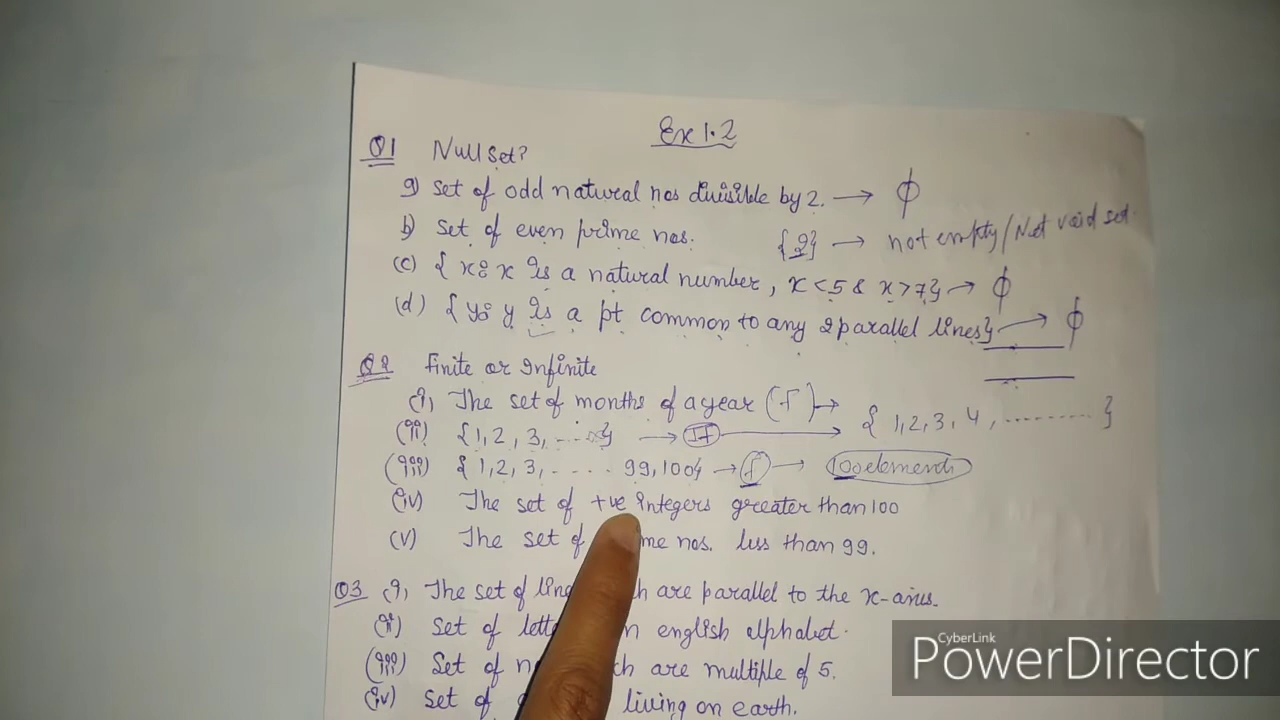 Ex 1.2
Q1 Null Set?
a) set of odd natural nos divisible by 2. → ϕ
b) set of even prime nos. {2} → not empty/Not void set.
(c) {x: x is a natural number, x < 5 & x > 7} → ϕ
(d) {y: y is a pt common to any 2 parallel lines} → ϕ
Q2 Finite or Infinite
(i) The set of months of a year (f) →
(ii) {1, 2, 3, ...} → If → {1, 2, 3, 4, ..........}
(iii) {1, 2, 3, ..... 99, 100} → f → 100 elements
(iv) The set of +ve integers greater than 100
(v) The set of nos. less than 99.
Q3 (i) The set of are parallel to the x-axis.
(ii) Set of english alphabet.
(iii) Set of are multiple of 5.
(iv) Set of living on earth.
CyberLink
PowerDirector